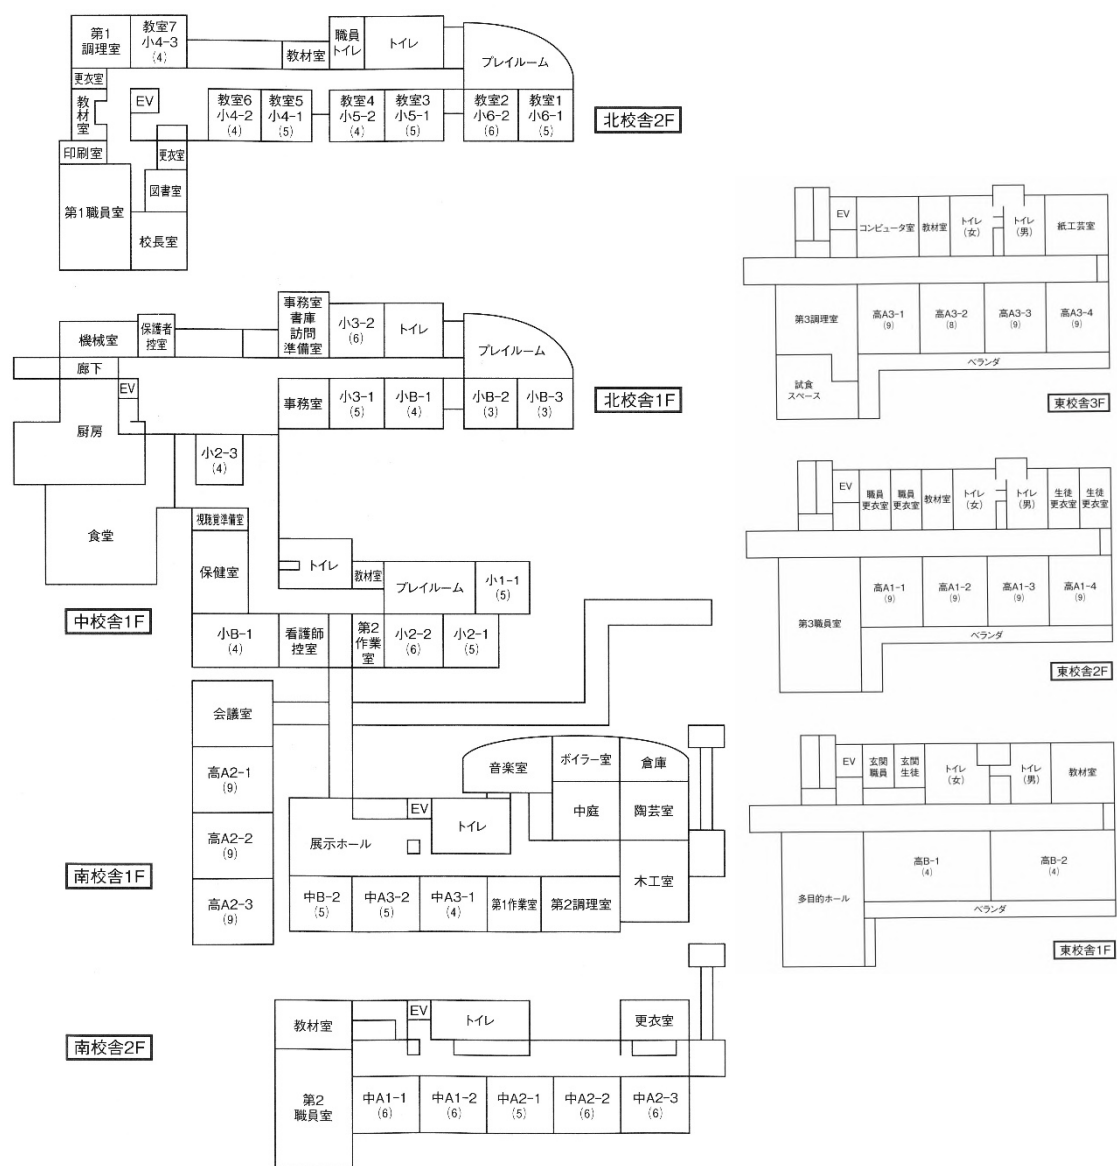 第1
調理室
教室7
小4-3
(4)
教材室
職員
トイレ
トイレ
プレイルーム
更衣室
教
材
室
EV
教室6
小4-2
(4)
教室5
小4-1
(5)
教室4
小5-2
(4)
教室3
小5-1
(5)
教室2
小6-2
(6)
教室1
小6-1
(5)
北校舎2F
印刷室
更衣室
図書室
第1職員室
校長室
機械室
保護者
控室
事務室
書庫
訪問
準備室
小3-2
(6)
トイレ
プレイルーム
廊下
EV
事務室
小3-1
(5)
小B-1
(4)
小B-2
(3)
小B-3
(3)
北校舎1F
厨房
小2-3
(4)
食堂
視聴覚準備室
保健室
トイレ
教材室
プレイルーム
小1-1
(5)
中校舎1F
小B-1
(4)
看護師
控室
第2
作業
室
小2-2
(6)
小2-1
(5)
会議室
高A2-1
(9)
高A2-2
(9)
高A2-3
(9)
音楽室
ボイラー室
倉庫
中庭
陶芸室
EV
トイレ
展示ホール
木工室
南校舎1F
中B-2
(5)
中A3-2
(5)
中A3-1
(4)
第1作業室
第2調理室
教材室
EV
トイレ
更衣室
南校舎2F
第2
職員室
中A1-1
(6)
中A1-2
(6)
中A2-1
(5)
中A2-2
(6)
中A2-3
(6)
EV
コンピュータ室
教材室
トイレ
(女)
トイレ
(男)
紙工芸室
第3調理室
高A3-1
(9)
高A3-2
(8)
高A3-3
(9)
高A3-4
(9)
ベランダ
試食
スペース
東校舎3F
EV
職員
更衣室
職員
更衣室
教材室
トイレ
(女)
トイレ
(男)
生徒
更衣室
生徒
更衣室
高A1-1
(9)
高A1-2
(9)
高A1-3
(9)
高A1-4
(9)
第3職員室
ベランダ
東校舎2F
EV
玄関
職員
玄関
生徒
トイレ
(女)
トイレ
(男)
教材室
高B-1
(4)
高B-2
(4)
多目的ホール
ベランダ
東校舎1F